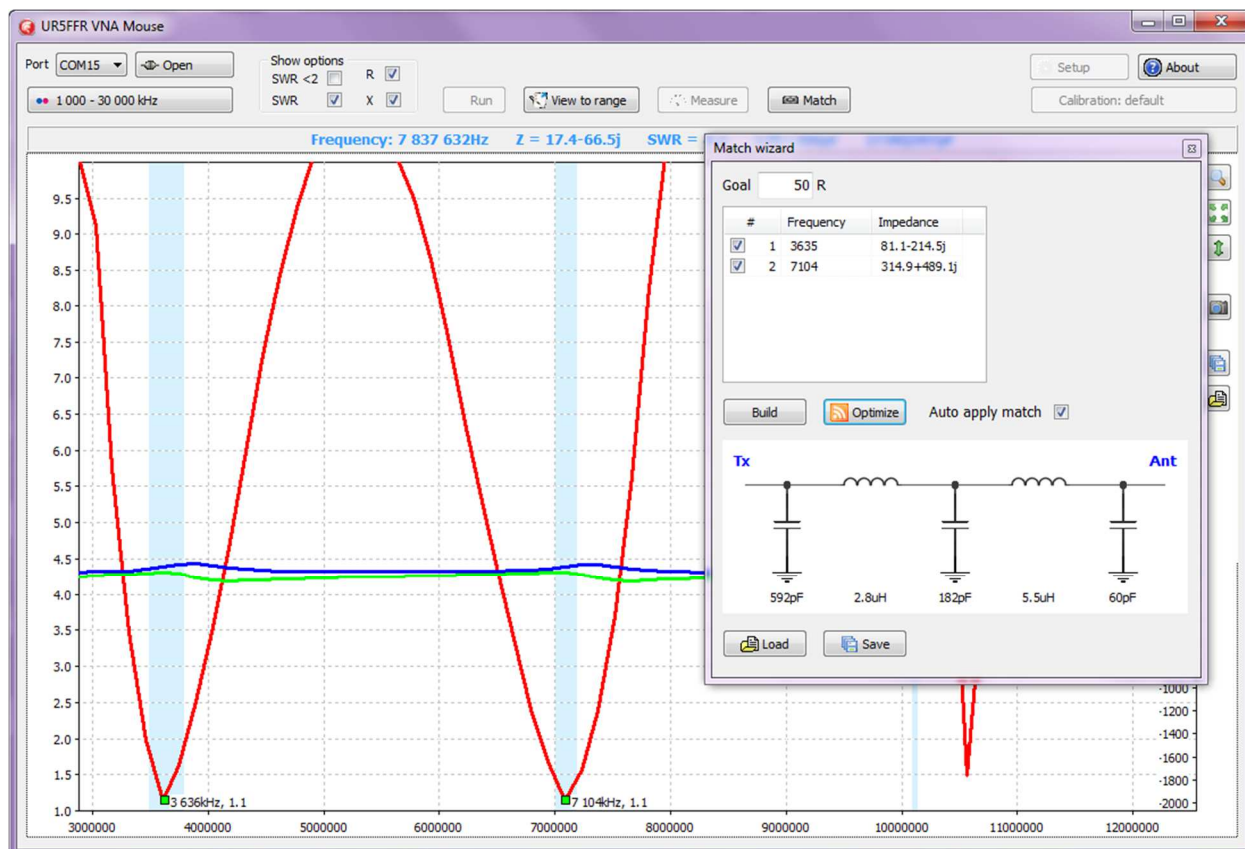 UR5FFR VNA Mouse
Port COM15 Open
Show options
SWR <2 R
SWR X
Run View to range Measure Match
Setup About
1 000 - 30 000 kHz
Calibration: default
Frequency: 7 837 632Hz Z = 17.4-66.5j SWR =
Match wizard
Goal 50 R
# Frequency Impedance
1 3635 81.1-214.5j
2 7104 314.9+489.1j
Build Optimize Auto apply match
Tx Ant
592pF 2.8uH 182pF 5.5uH 60pF
Load Save
9.5
9.0
8.5
8.0
7.5
7.0
6.5
6.0
5.5
5.0
4.5
4.0
3.5
3.0
2.5
2.0
1.5
1.0
-1000
-1200
-1400
-1600
-1800
-2000
3 636kHz, 1.1
7 104kHz, 1.1
3000000 4000000 5000000 6000000 7000000 8000000 9000000 10000000 11000000 12000000